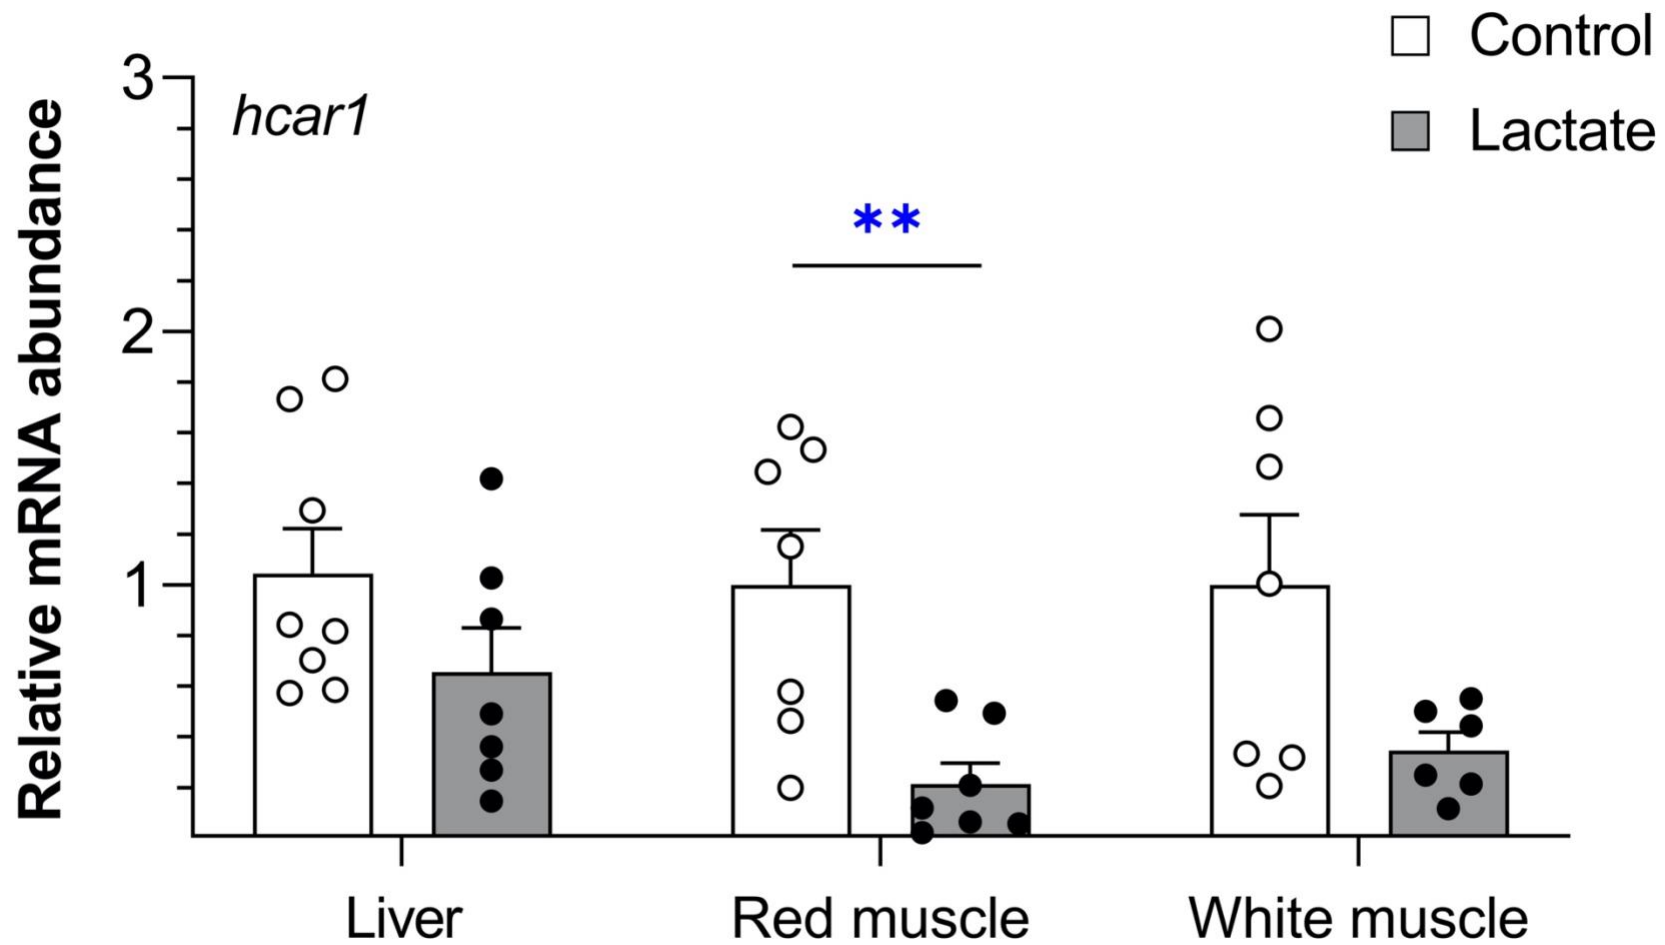 Control
Lactate
hcar1
**
Relative mRNA abundance
3
2
1
Liver
Red muscle
White muscle